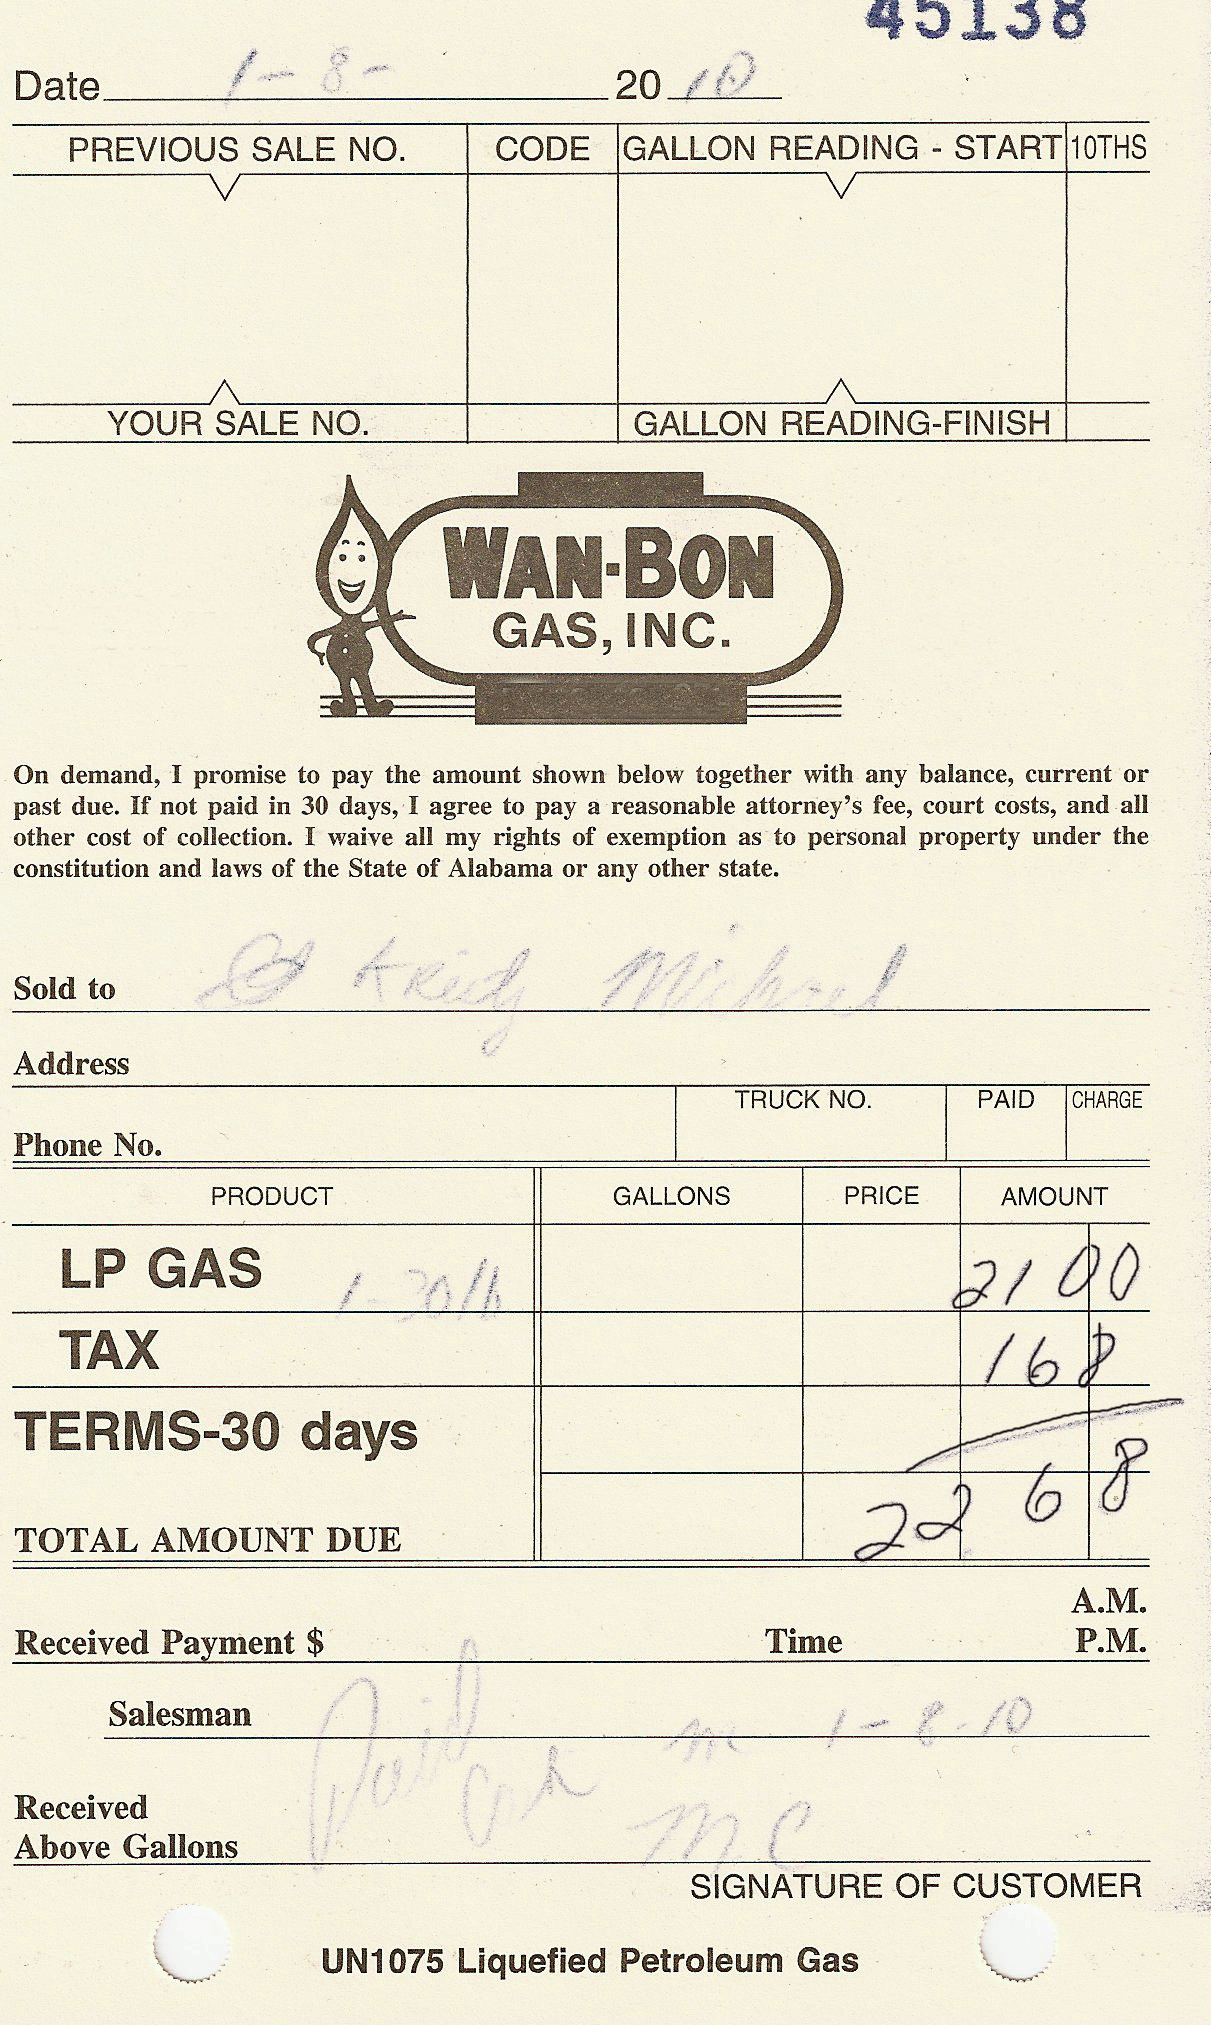 45138
Date 1-8- 20 10
PREVIOUS SALE NO. CODE GALLON READING - START 10THS
YOUR SALE NO. GALLON READING-FINISH
WAN-BON
GAS, INC.
On demand, I promise to pay the amount shown below together with any balance, current or
past due. If not paid in 30 days, I agree to pay a reasonable attorney's fee, court costs, and all
other cost of collection. I waive all my rights of exemption as to personal property under the
constitution and laws of the State of Alabama or any other state.
Sold to Michael
Address
TRUCK NO. PAID CHARGE
Phone No.
PRODUCT GALLONS PRICE AMOUNT
LP GAS 1-30lb 21 00
TAX 1 68
TERMS-30 days
TOTAL AMOUNT DUE 22 68
A.M.
Received Payment $ Time P.M.
Salesman Paid m 1-8-10
Received
Above Gallons MC
SIGNATURE OF CUSTOMER
UN1075 Liquefied Petroleum Gas